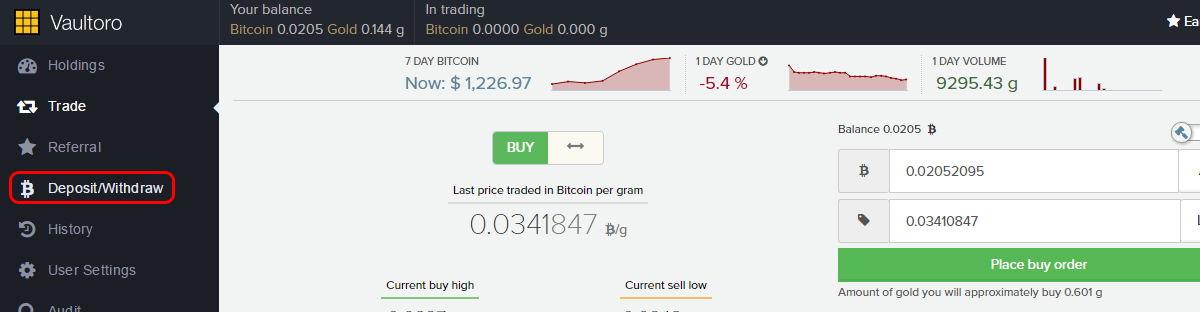 Vaultoro
Your balance
Bitcoin 0.0205 Gold 0.144 g
In trading
Bitcoin 0.0000 Gold 0.000 g
Holdings
Trade
Referral
Deposit/Withdraw
History
User Settings
Audit
7 DAY BITCOIN
Now: $ 1,226.97
1 DAY GOLD
-5.4 %
1 DAY VOLUME
9295.43 g
BUY
Last price traded in Bitcoin per gram
0.0341847 ₿/g
Current buy high
Current sell low
Balance 0.0205 ₿
₿ 0.02052095
0.03410847
Place buy order
Amount of gold you will approximately buy 0.601 g